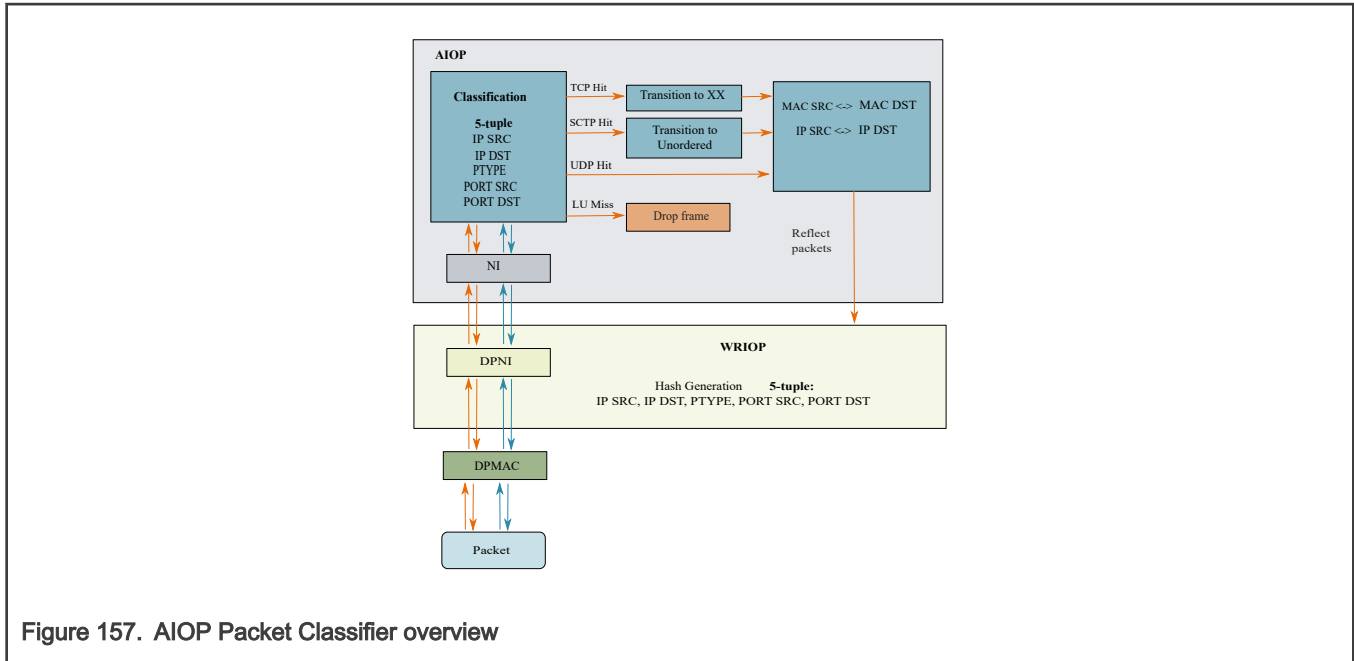 AIOP
Classification
5-tuple
IP SRC
IP DST
PTYPE
PORT SRC
PORT DST
TCP Hit
Transition to XX
SCTP Hit
Transition to
Unordered
UDP Hit
LU Miss
Drop frame
MAC SRC <-> MAC DST
IP SRC <-> IP DST
Reflect
packets
NI
WRIOP
DPNI
Hash Generation 5-tuple:
IP SRC, IP DST, PTYPE, PORT SRC, PORT DST
DPMAC
Packet
Figure 157. AIOP Packet Classifier overview